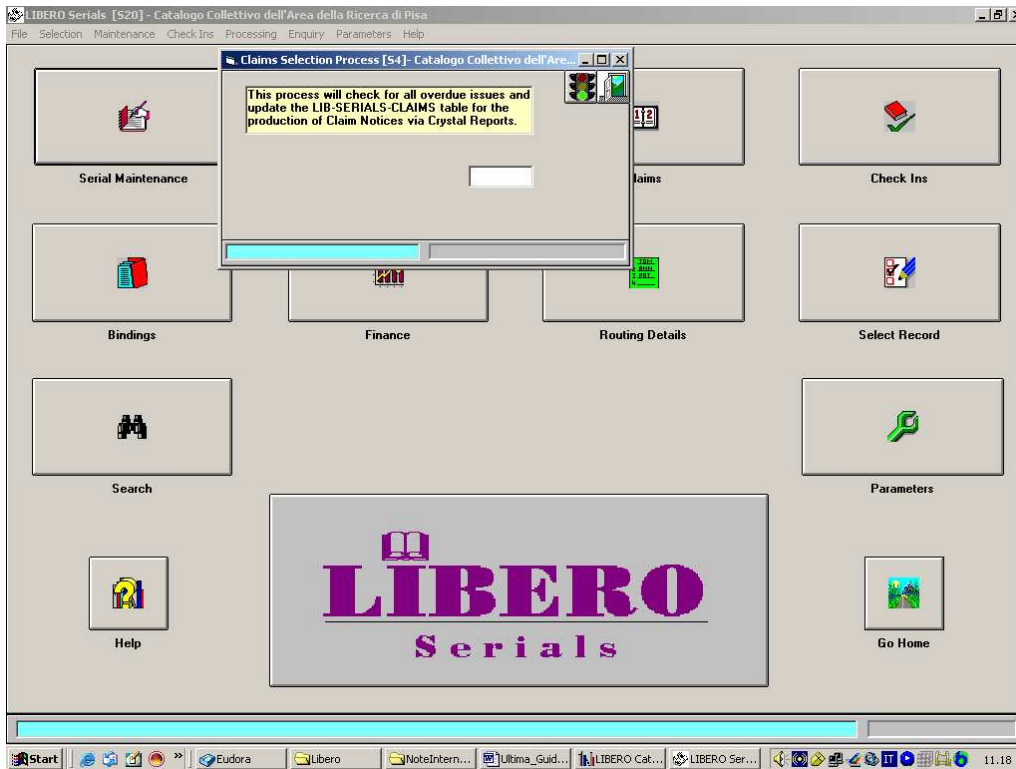 LIBERO Serials [S20] - Catalogo Collettivo dell'Area della Ricerca di Pisa
File Selection Maintenance Check Ins Processing Enquiry Parameters Help
Claims Selection Process [S4]- Catalogo Collettivo dell'Are...
This process will check for all overdue issues and
update the LIB-SERIALS-CLAIMS table for the
production of Claim Notices via Crystal Reports.
Serial Maintenance
laims
Check Ins
Bindings
Finance
Routing Details
Select Record
Search
Parameters
LIBERO
Serials
Help
Go Home
Start
Eudora
Libero
NoteIntern...
Ultima_Guid...
LIBERO Cat...
LIBERO Ser...
IT
11.18